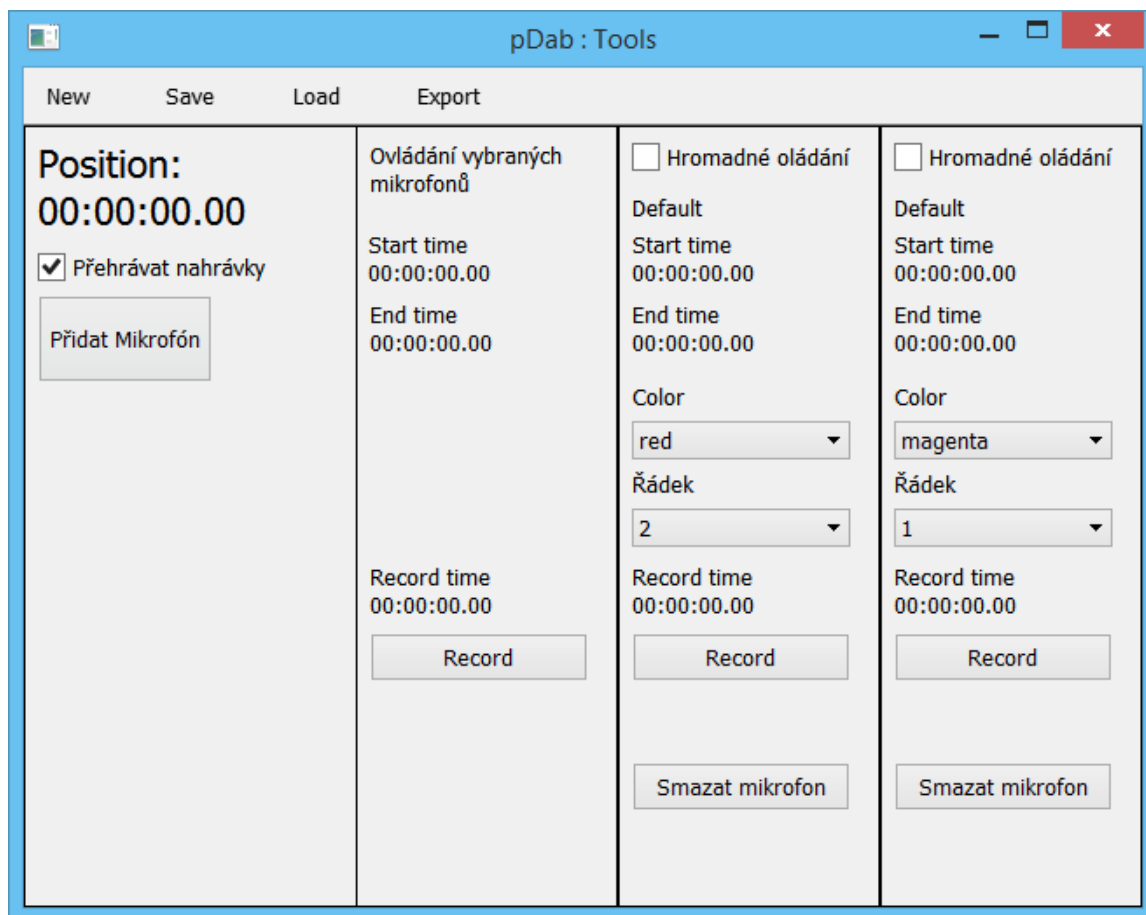 pDab : Tools
New Save Load Export
Position:
00:00:00.00
Přehrávat nahrávky
Přidat Mikrofón
Ovládání vybraných
mikrofonů
Start time
00:00:00.00
End time
00:00:00.00
Record time
00:00:00.00
Record
Hromadné oládání
Default
Start time
00:00:00.00
End time
00:00:00.00
Color
red
Řádek
2
Record time
00:00:00.00
Record
Smazat mikrofon
Hromadné oládání
Default
Start time
00:00:00.00
End time
00:00:00.00
Color
magenta
Řádek
1
Record time
00:00:00.00
Record
Smazat mikrofon